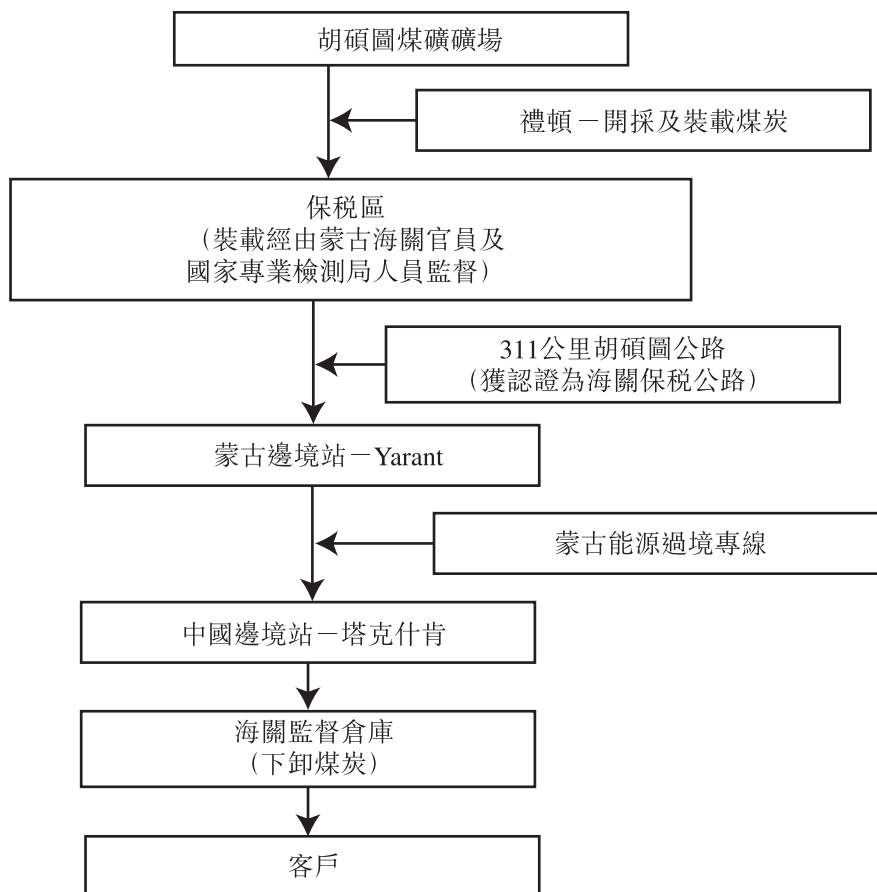 胡碩圖煤礦礦場
禮頓－開採及裝載煤炭
保税區
（裝載經由蒙古海關官員及
國家專業檢測局人員監督）
311公里胡碩圖公路
（獲認證為海關保税公路）
蒙古邊境站－Yarant
蒙古能源過境專線
中國邊境站－塔克什肯
海關監督倉庫
（下卸煤炭）
客戶